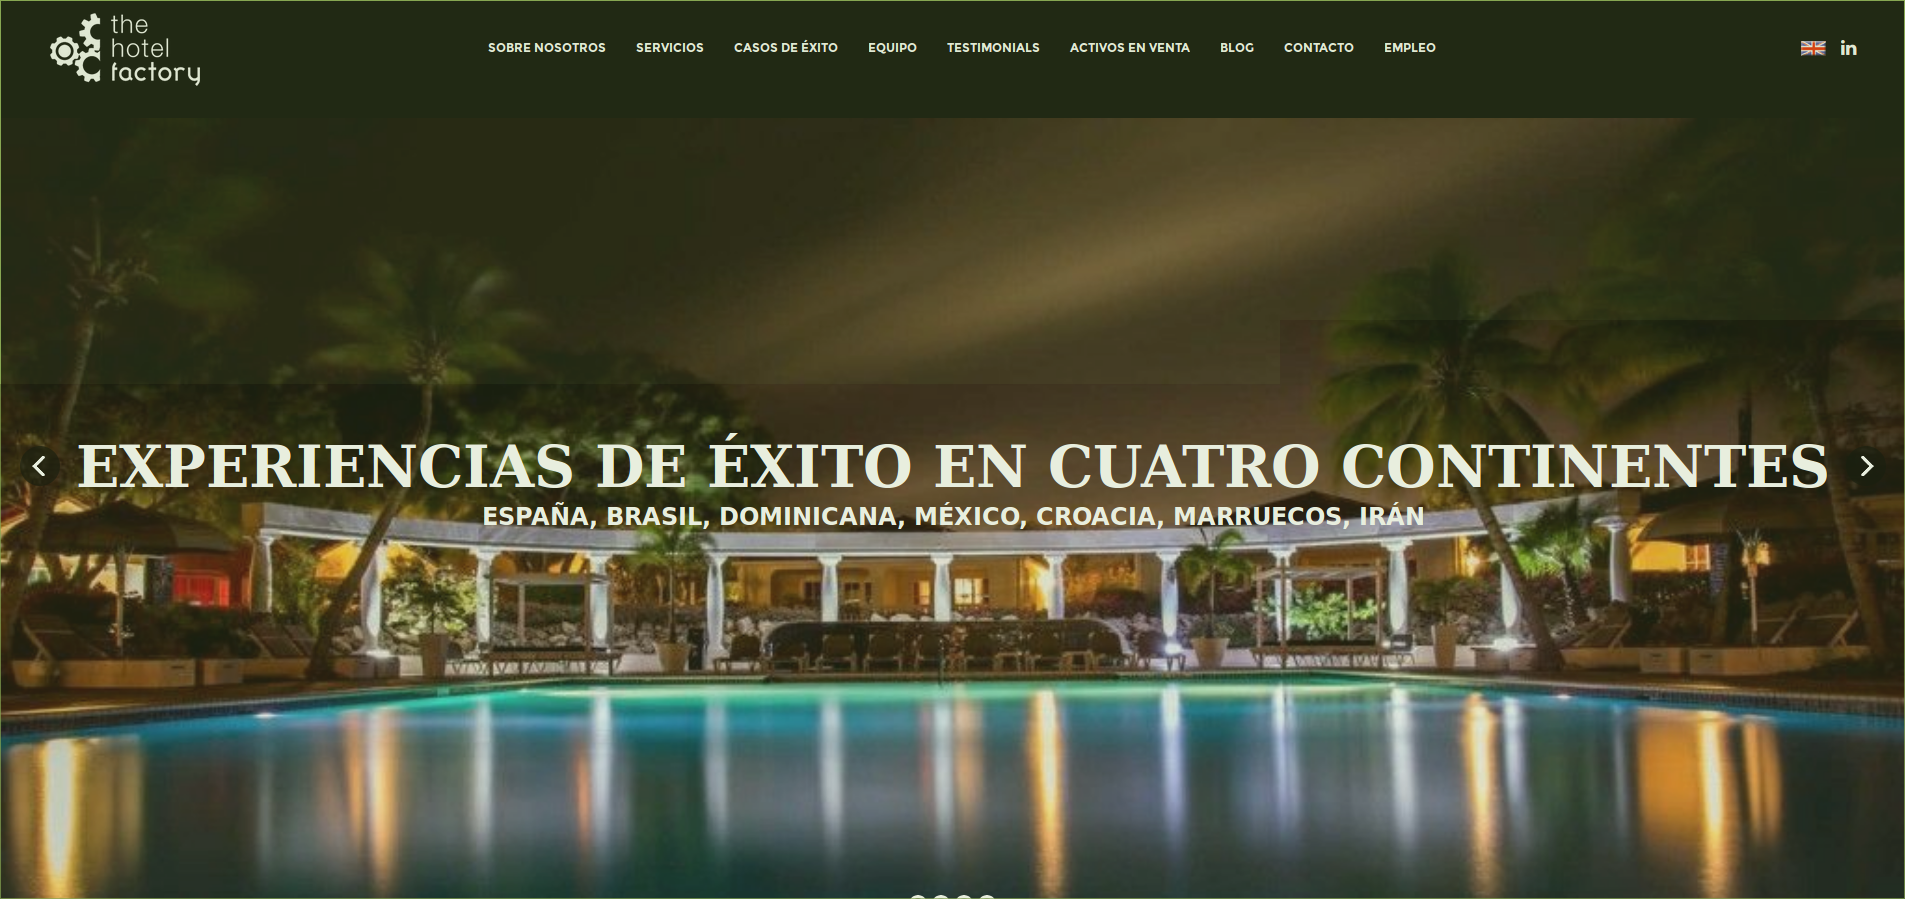 the
hotel
factory
SOBRE NOSOTROS SERVICIOS CASOS DE ÉXITO EQUIPO TESTIMONIALS ACTIVOS EN VENTA BLOG CONTACTO EMPLEO
in
EXPERIENCIAS DE ÉXITO EN CUATRO CONTINENTES
ESPAÑA, BRASIL, DOMINICANA, MÉXICO, CROACIA, MARRUECOS, IRÁN